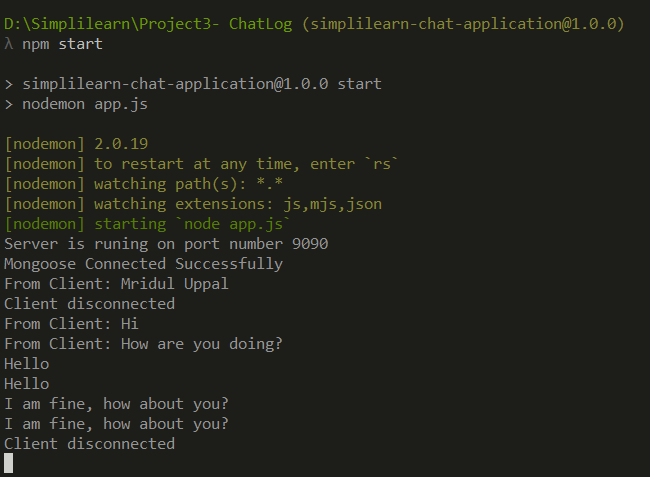 D:\Simplilearn\Project3- ChatLog (simplilearn-chat-application@1.0.0)
λ npm start
> simplilearn-chat-application@1.0.0 start
> nodemon app.js
[nodemon] 2.0.19
[nodemon] to restart at any time, enter `rs`
[nodemon] watching path(s): *.*
[nodemon] watching extensions: js,mjs,json
[nodemon] starting `node app.js`
Server is runing on port number 9090
Mongoose Connected Successfully
From Client: Mridul Uppal
Client disconnected
From Client: Hi
From Client: How are you doing?
Hello
Hello
I am fine, how about you?
I am fine, how about you?
Client disconnected